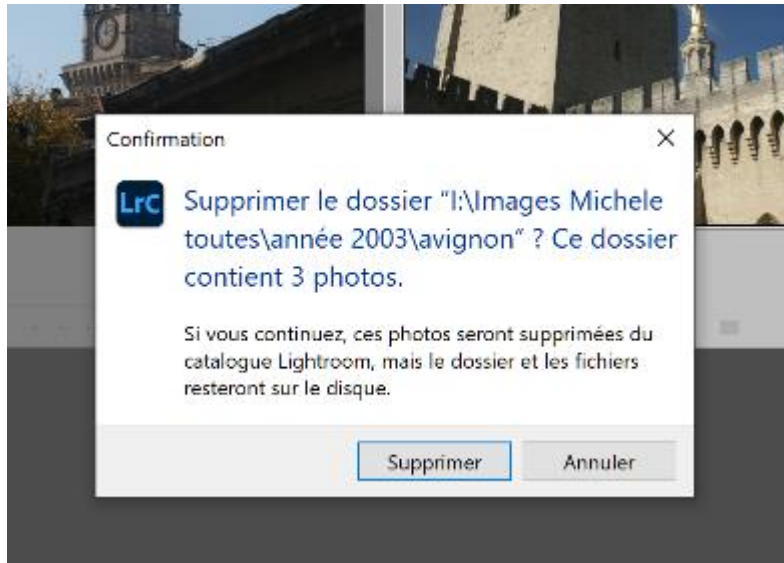 Confirmation
LrC
Supprimer le dossier "I:\Images Michele
toutes\année 2003\avignon" ? Ce dossier
contient 3 photos.
Si vous continuez, ces photos seront supprimées du
catalogue Lightroom, mais le dossier et les fichiers
resteront sur le disque.
Supprimer
Annuler